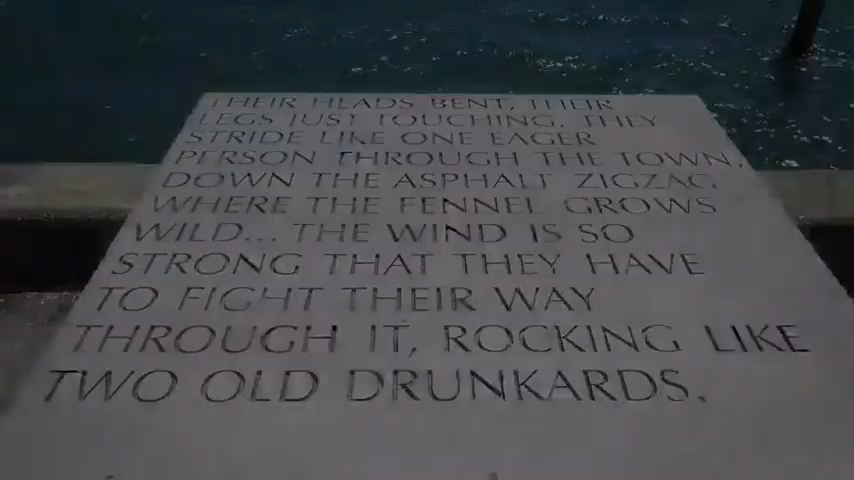 THEIR HEADS BENT, THEIR
LEGS JUST TOUCHING, THEY
STRIDE LIKE ONE EAGER
PERSON THROUGH THE TOWN,
DOWN THE ASPHALT ZIGZAG,
WHERE THE FENNEL GROWS
WILD... THE WIND IS SO
STRONG THAT THEY HAVE
TO FIGHT THEIR WAY
THROUGH IT, ROCKING LIKE
TWO OLD DRUNKARDS.